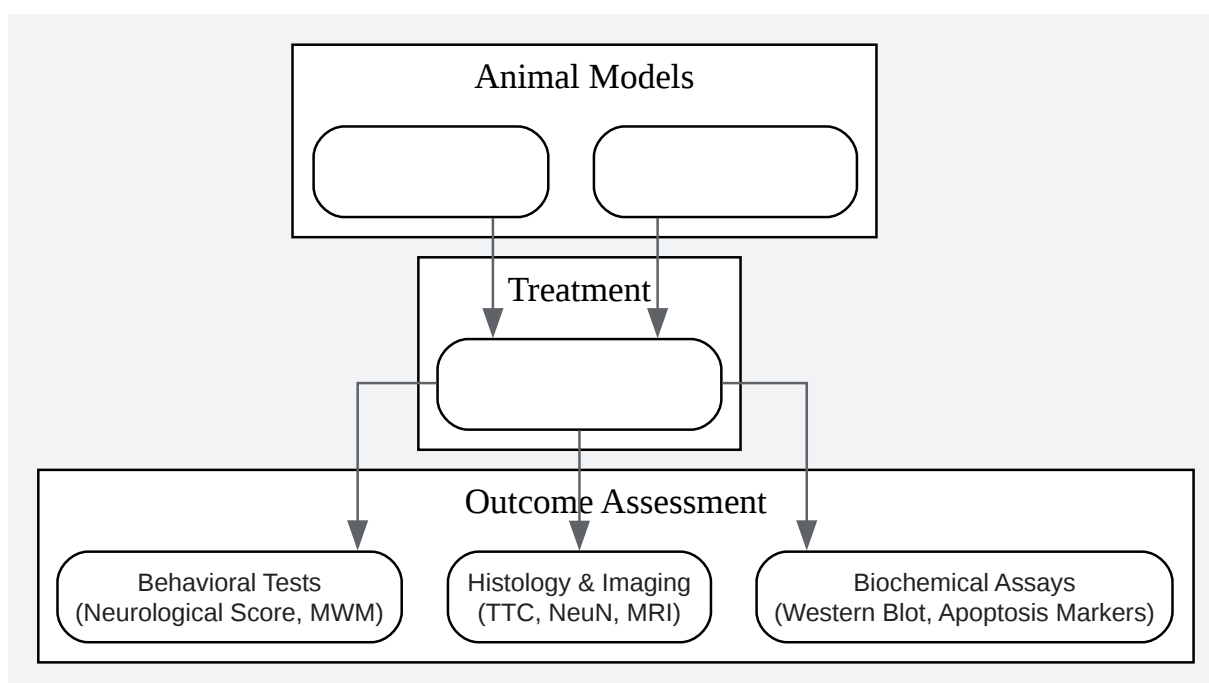 Animal Models
Treatment
Outcome Assessment
Behavioral Tests
(Neurological Score, MWM)
Histology & Imaging
(TTC, NeuN, MRI)
Biochemical Assays
(Western Blot, Apoptosis Markers)